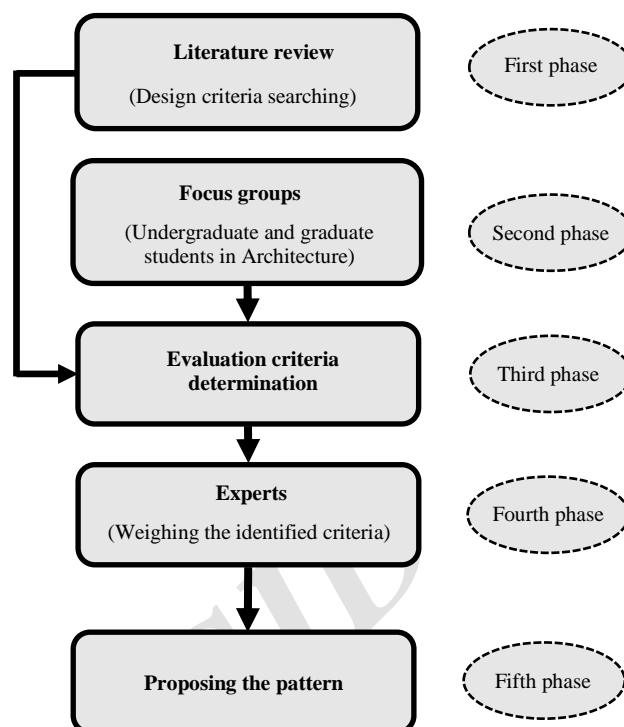 Literature review
(Design criteria searching)
First phase
Focus groups
(Undergraduate and graduate
students in Architecture)
Second phase
Evaluation criteria
determination
Third phase
Experts
(Weighing the identified criteria)
Fourth phase
Proposing the pattern
Fifth phase